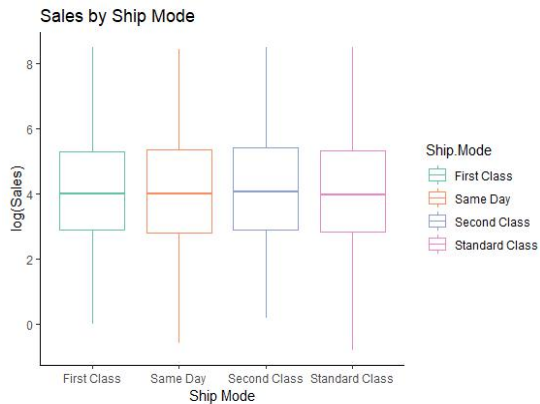 Sales by Ship Mode
log(Sales)
8
6
4
2
0
First Class
Same Day
Second Class
Standard Class
Ship Mode
Ship.Mode
First Class
Same Day
Second Class
Standard Class